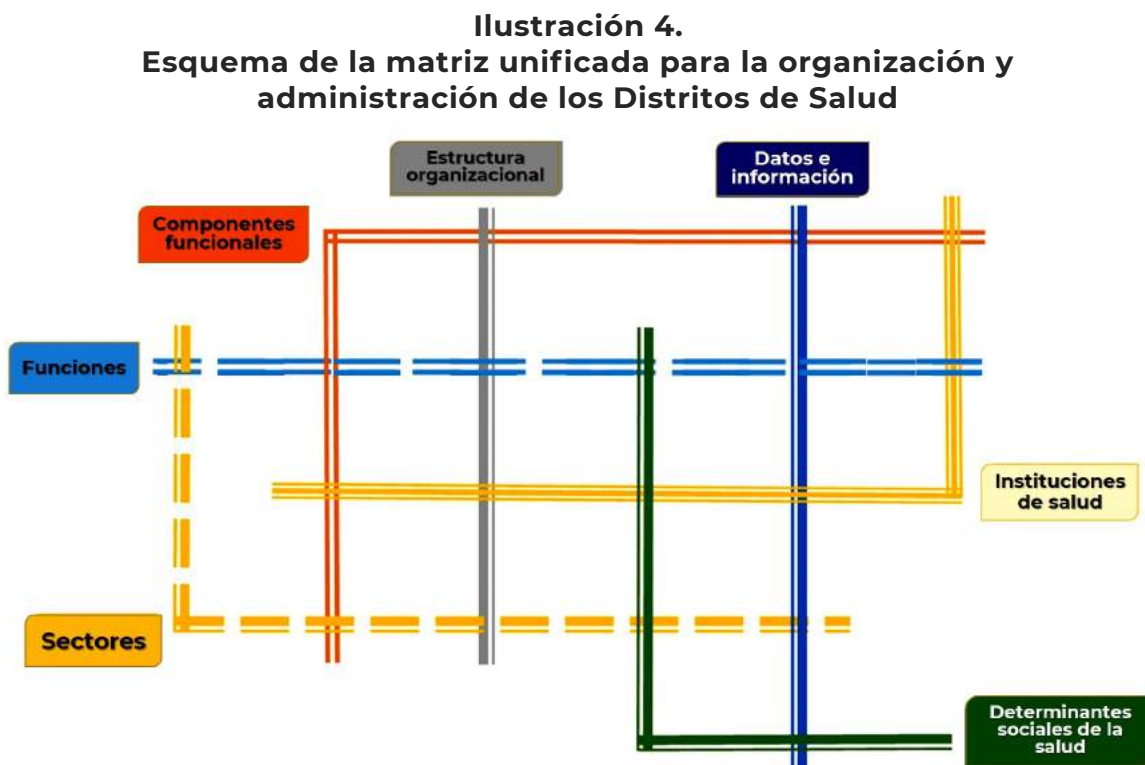 Ilustración 4.
Esquema de la matriz unificada para la organización y
administración de los Distritos de Salud
Estructura
organizacional
Datos e
información
Componentes
funcionales
Funciones
Instituciones
de salud
Sectores
Determinantes
sociales de la
salud